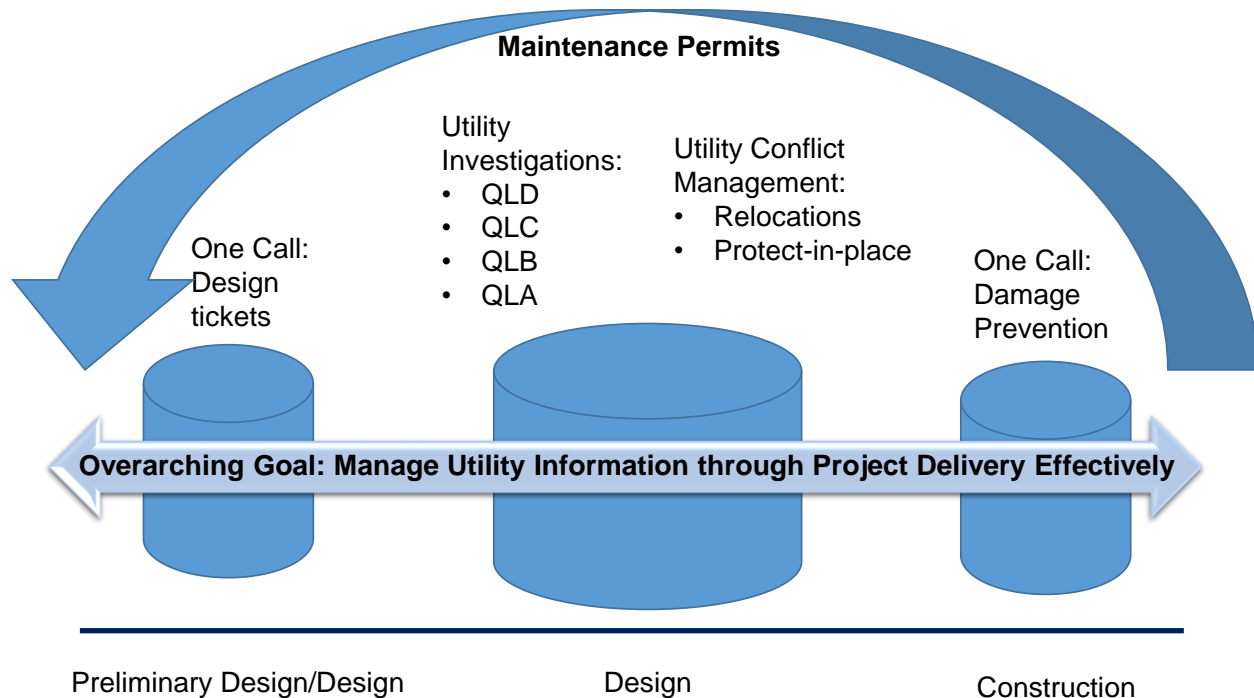 Maintenance Permits
One Call:
Design
tickets
Utility
Investigations:
• QLD
• QLC
• QLB
• QLA
Utility Conflict
Management:
• Relocations
• Protect-in-place
One Call:
Damage
Prevention
Overarching Goal: Manage Utility Information through Project Delivery Effectively
Preliminary Design/Design
Design
Construction